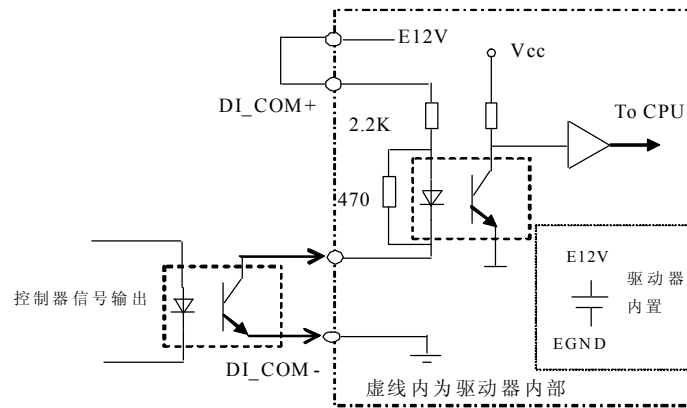 E12V
Vcc
DI_COM+
2.2K
To CPU
470
E12V
驱动器
内置
EGND
控制器信号输出
DI_COM-
虚线内为驱动器内部